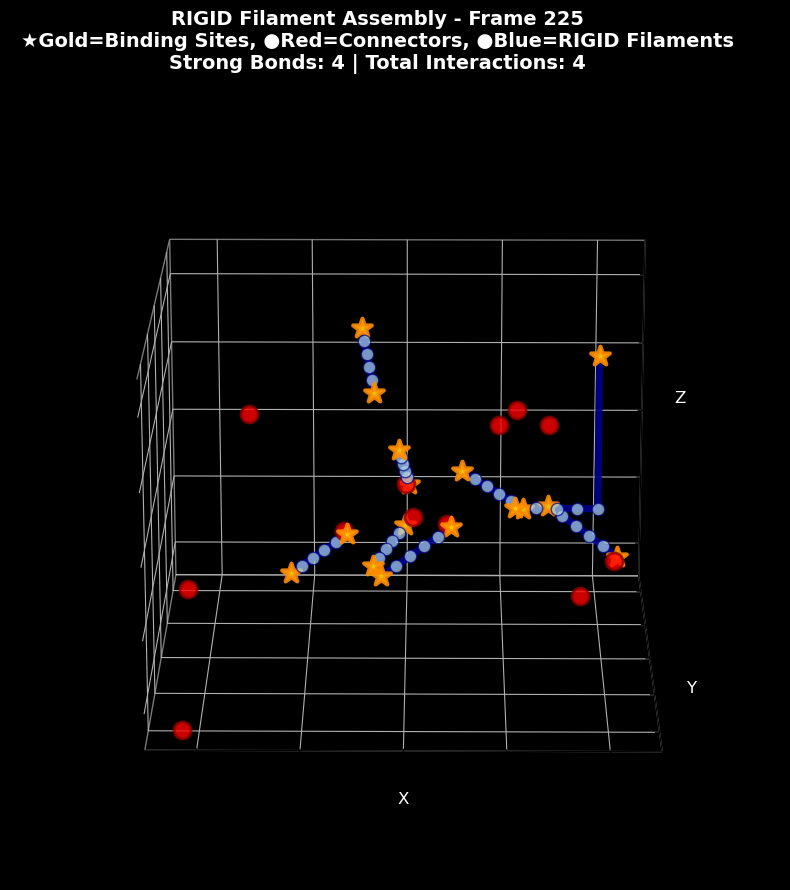 RIGID Filament Assembly - Frame 225
★Gold=Binding Sites, ●Red=Connectors, ●Blue=RIGID Filaments
Strong Bonds: 4 | Total Interactions: 4
Z
Y
X